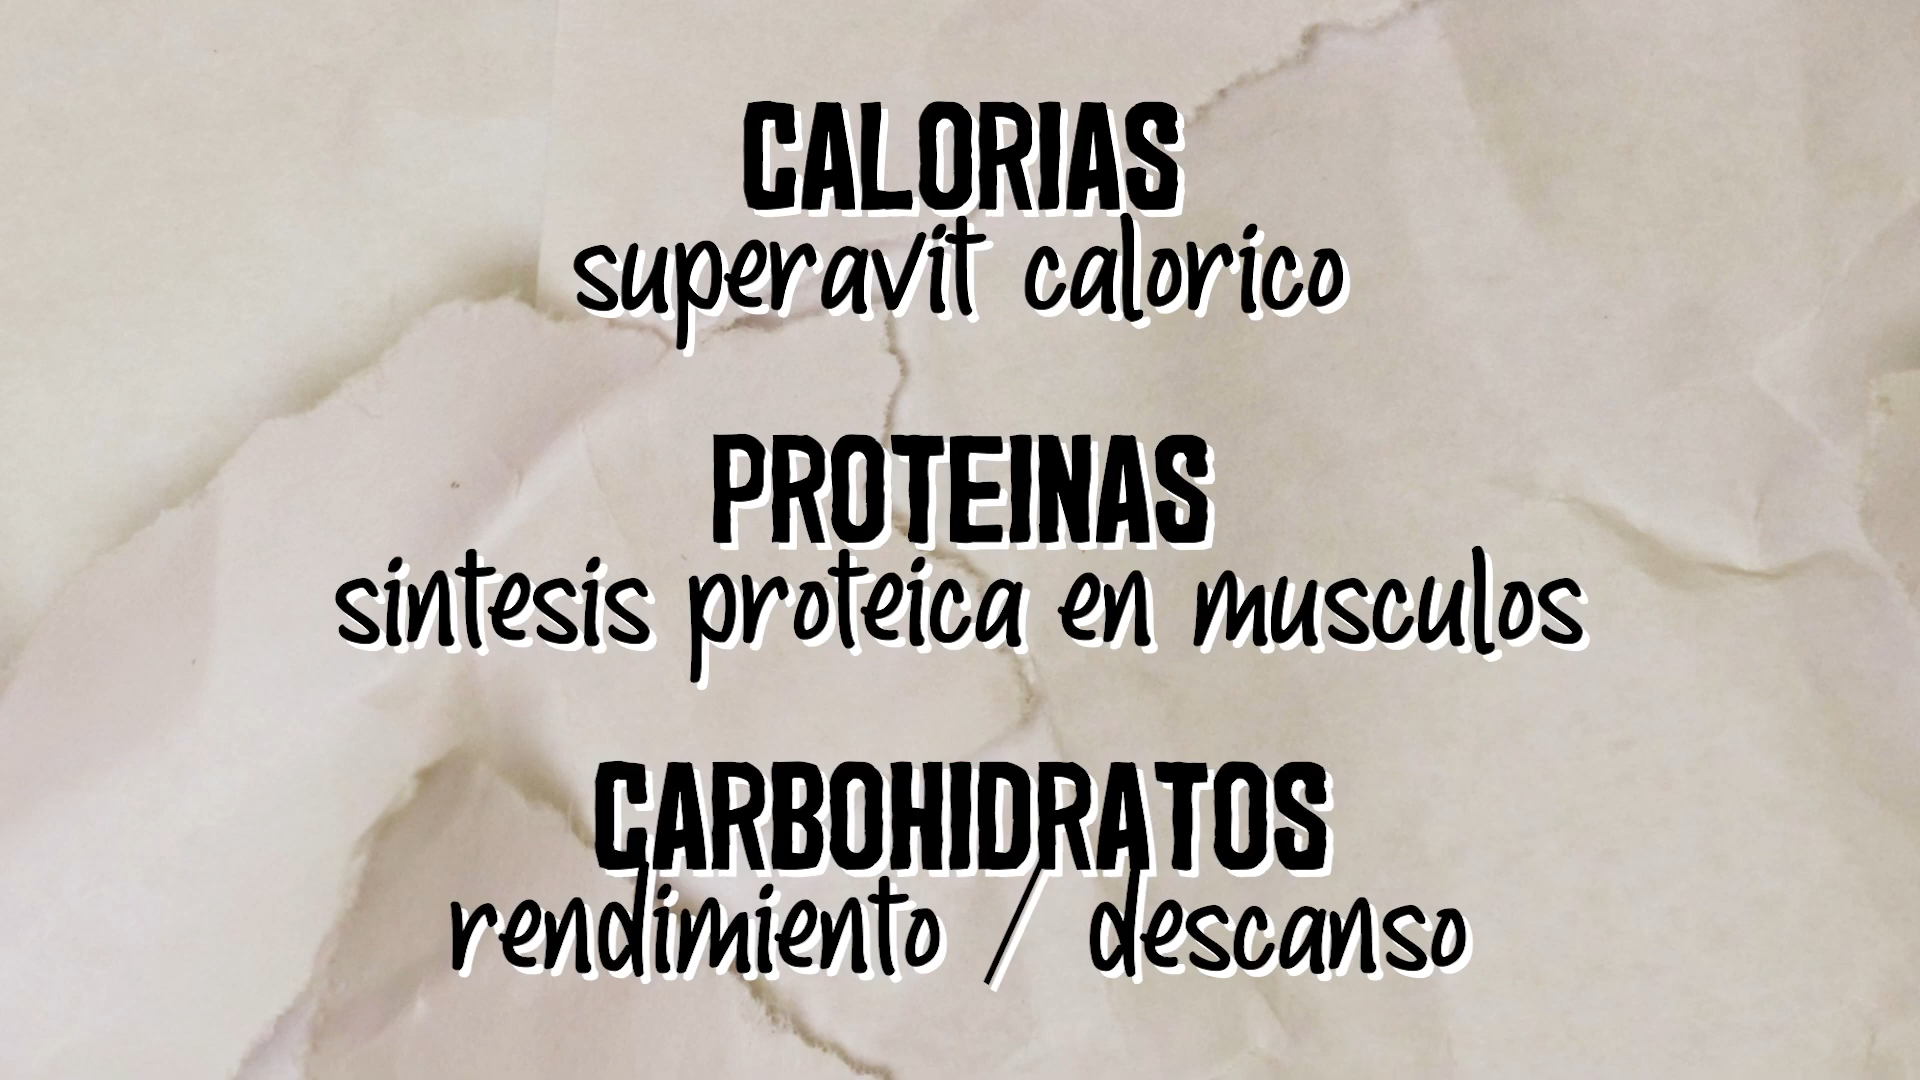 CALORIAS
superavit calorico
PROTEINAS
sintesis proteica en musculos
CARBOHIDRATOS
rendimiento / descanso